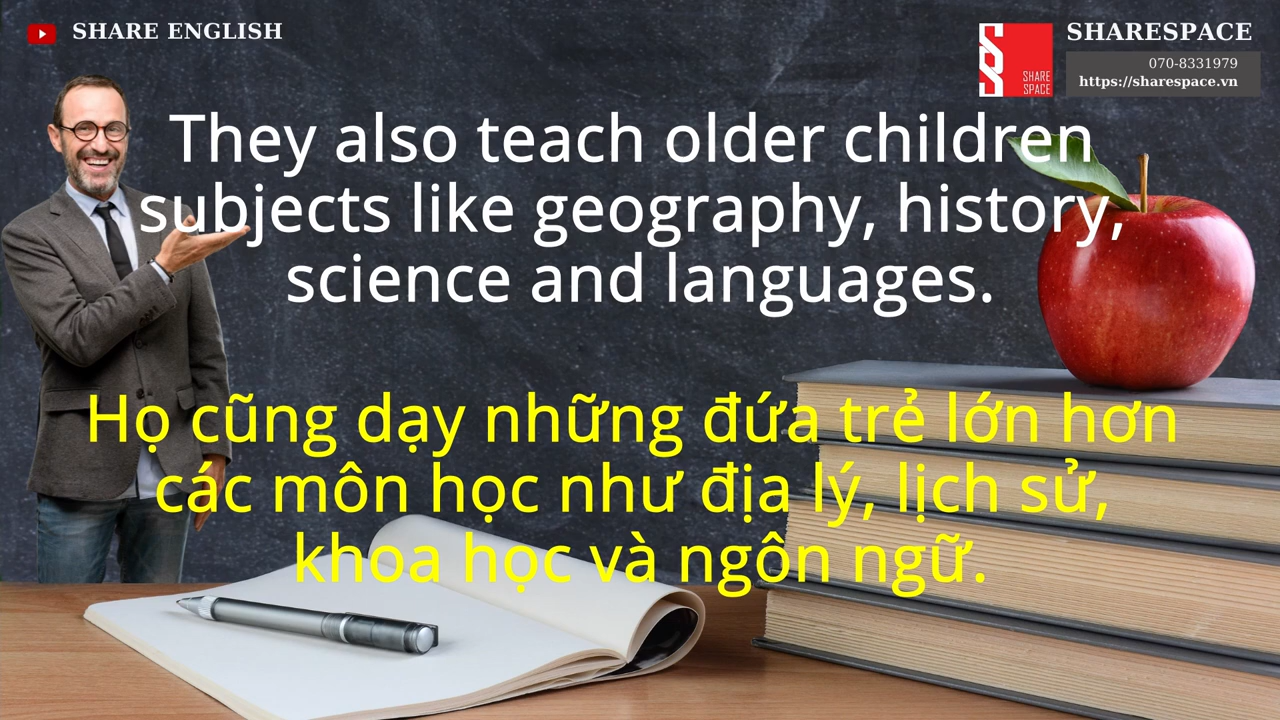 SHARE ENGLISH
SHARESPACE
070-8331979
https://sharespace.vn
SHARE
SPACE
They also teach older children
subjects like geography, history,
science and languages.
Họ cũng dạy những đứa trẻ lớn hơn
các môn học như địa lý, lịch sử,
khoa học và ngôn ngữ.